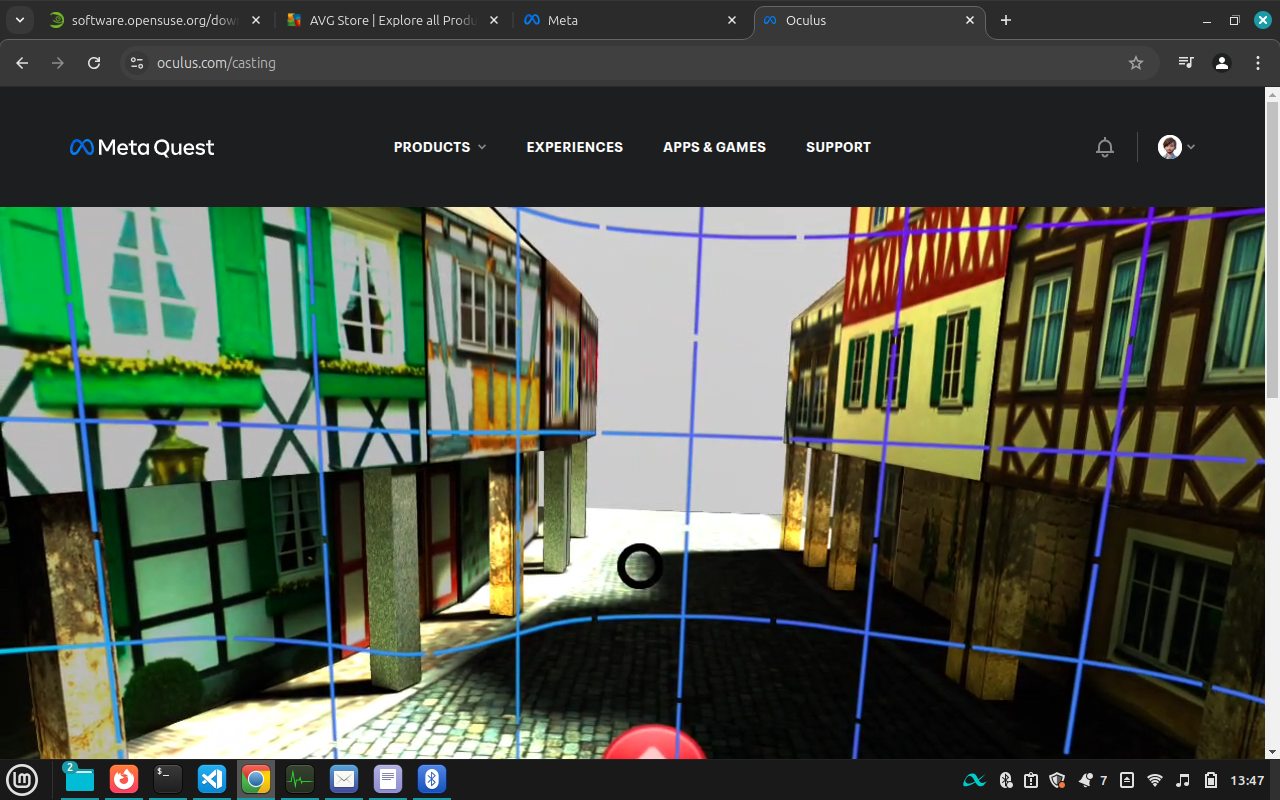 software.opensuse.org/dow
AVG Store | Explore all Produ
Meta
Oculus
oculus.com/casting
Meta Quest
PRODUCTS
EXPERIENCES
APPS & GAMES
SUPPORT
2
7
13:47